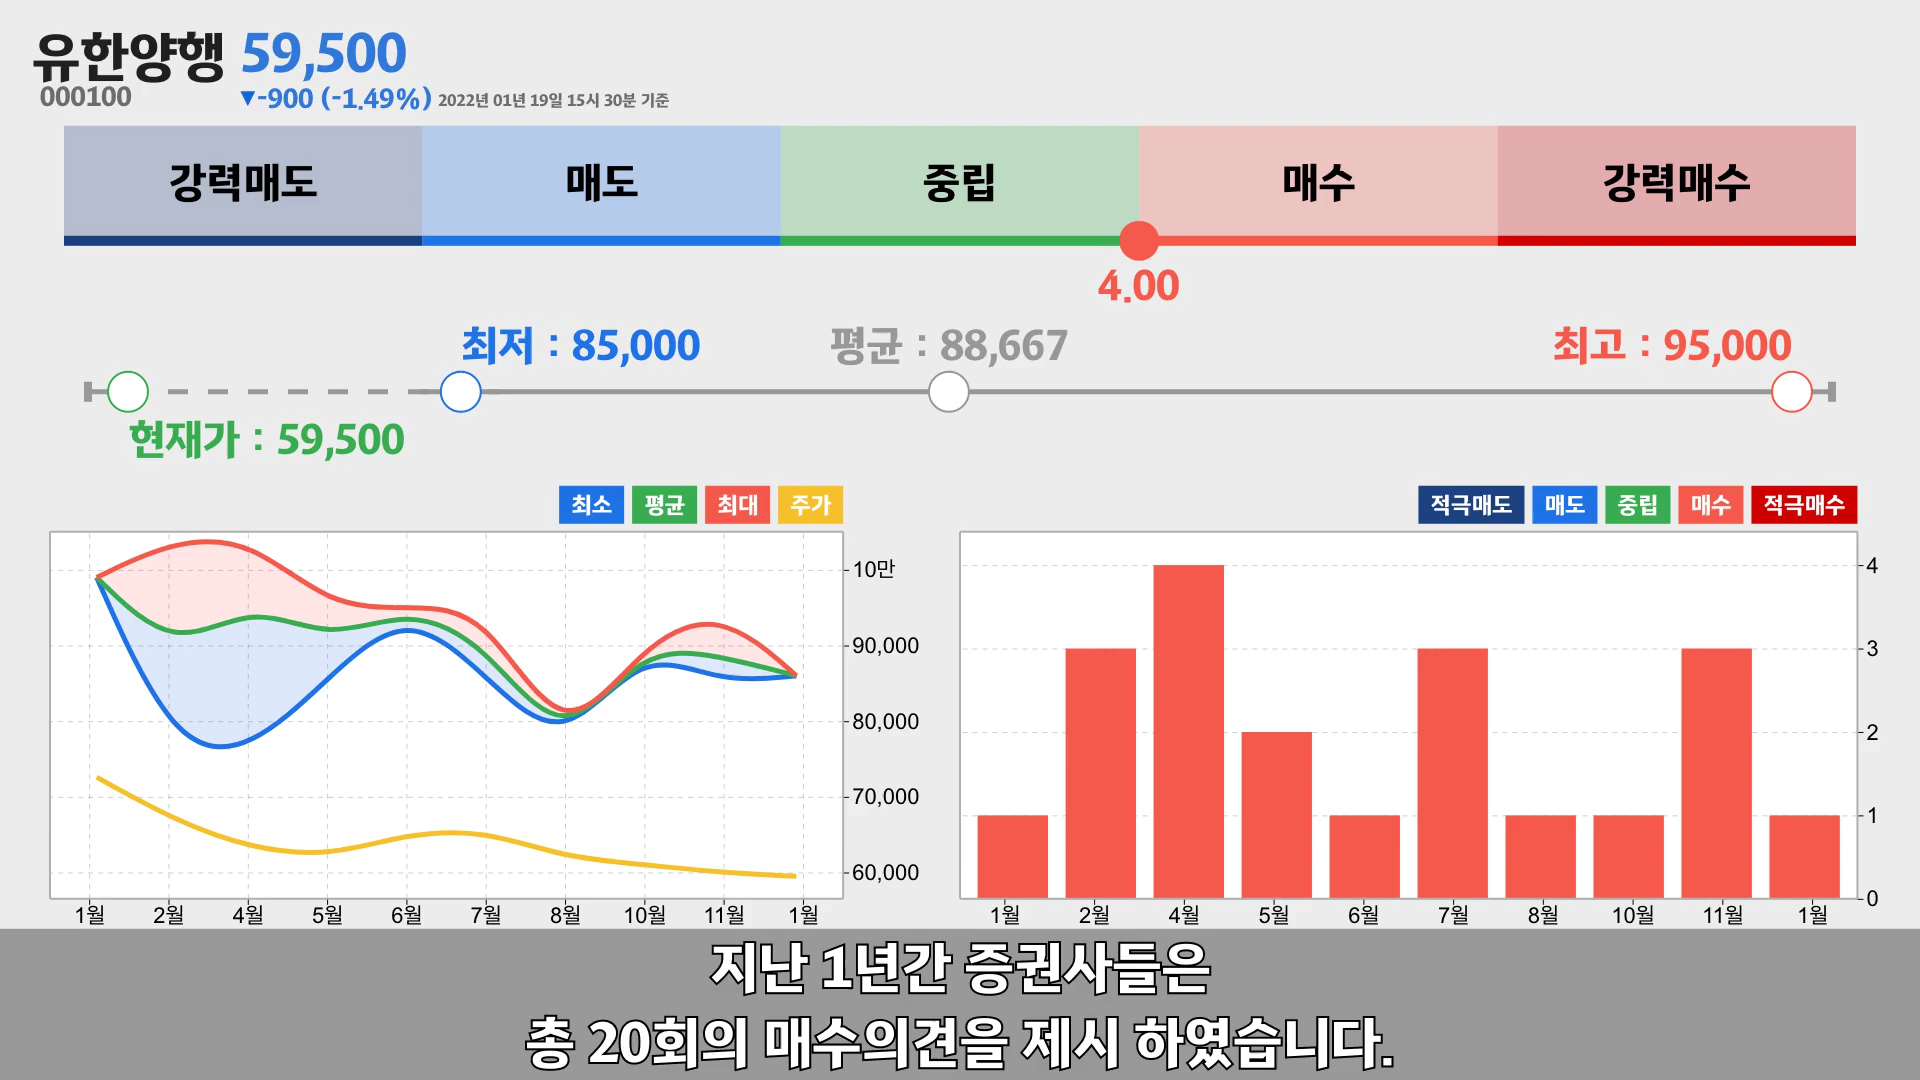 유한양행 59,500
000100 ▼-900 (-1.49%) 2022년 01년 19일 15시 30분 기준
강력매도 매도 중립 매수 강력매수
4.00
최저 : 85,000 평균 : 88,667 최고 : 95,000
현재가 : 59,500
최소 평균 최대 주가
10만
90,000
80,000
70,000
60,000
1월 2월 4월 5월 6월 7월 8월 10월 11월 1월
적극매도 매도 중립 매수 적극매수
4
3
2
1
0
1월 2월 4월 5월 6월 7월 8월 10월 11월 1월
지난 1년간 증권사들은
총 20회의 매수의견을 제시 하였습니다.